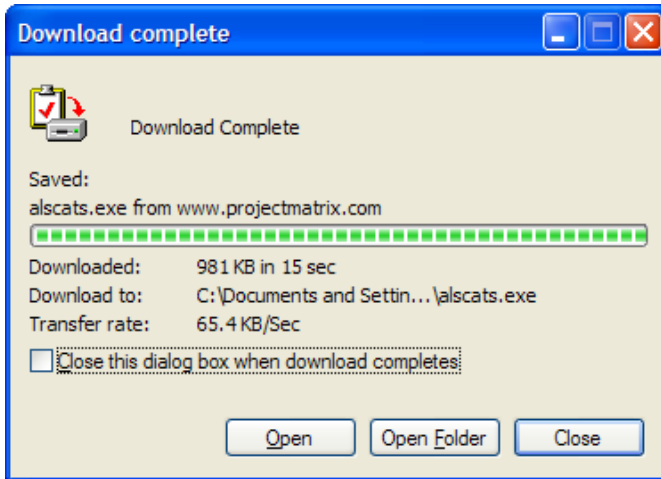 Download complete
Download Complete
Saved:
alscats.exe from www.projectmatrix.com
Downloaded: 981 KB in 15 sec
Download to: C:\Documents and Settin...\alscats.exe
Transfer rate: 65.4 KB/Sec
Close this dialog box when download completes
Open Open Folder Close